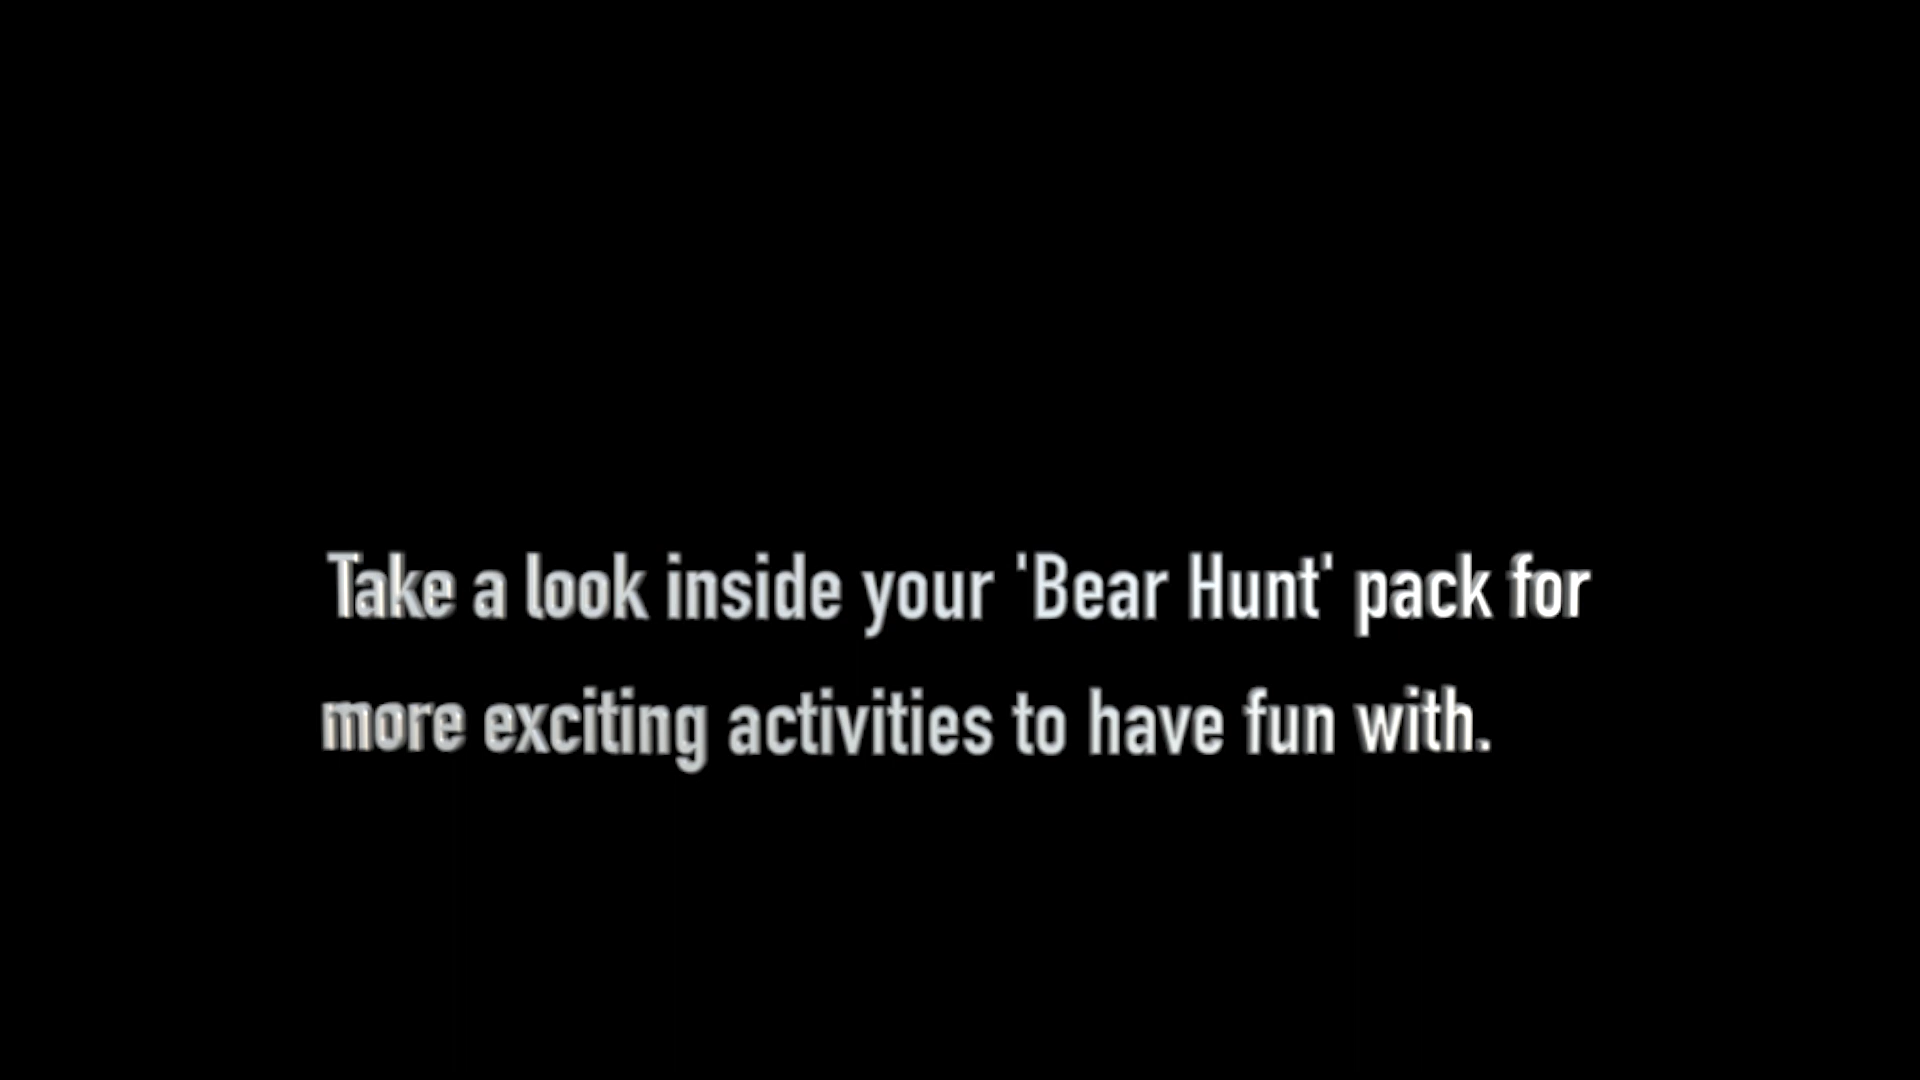 Take a look inside your 'Bear Hunt' pack for
more exciting activities to have fun with.